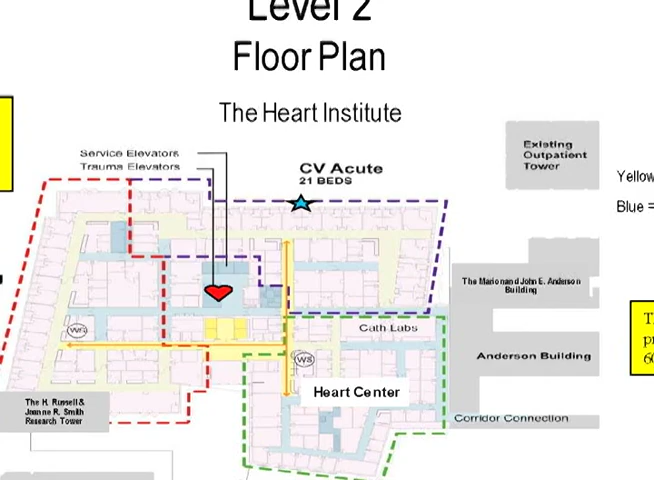 Level 2
Floor Plan
The Heart Institute
Service Elevators
Trauma Elevators
CV Acute
21 BEDS
Existing
Outpatient
Tower
Yellow
Blue =
The Marion and John E. Anderson
Building
Cath Labs
WS
Anderson Building
Heart Center
The H. Russell &
Jeanne R. Smith
Research Tower
Corridor Connection
60